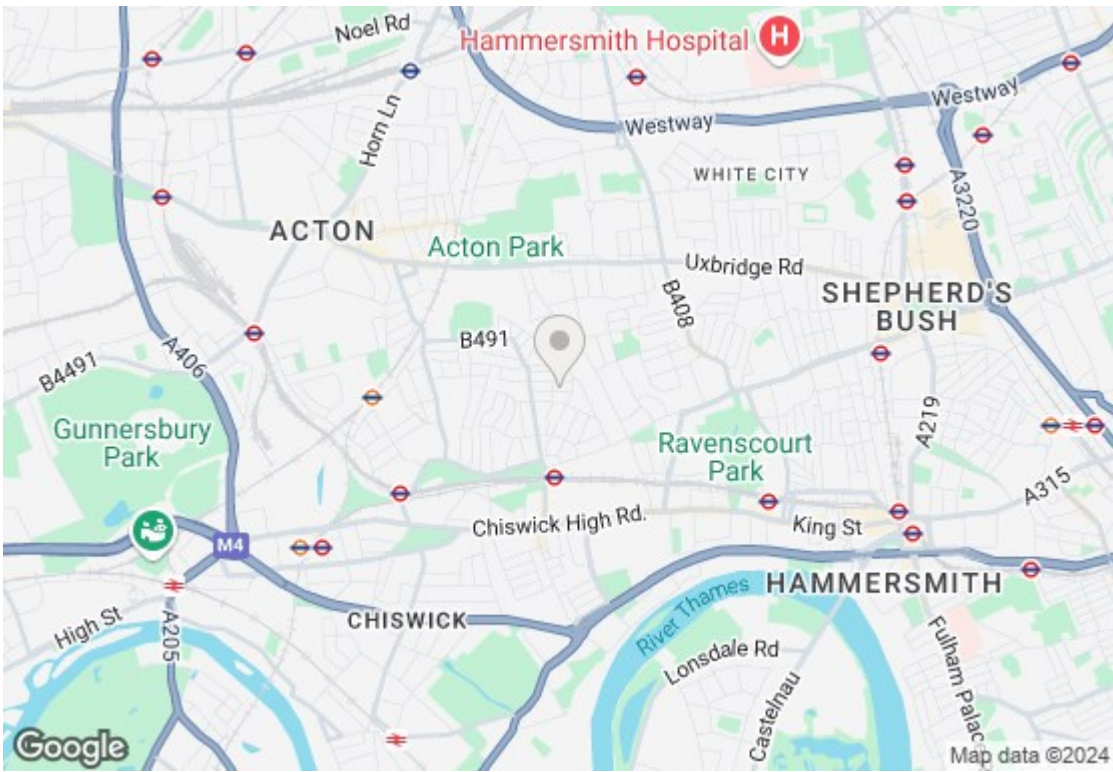 Noel Rd
Hammersmith Hospital
H
Horn Ln
Westway
Westway
WHITE CITY
A3220
ACTON
Acton Park
Uxbridge Rd
B408
SHEPHERD'S
BUSH
B491
A406
B4491
Gunnersbury
Park
Ravenscourt
Park
A219
A315
Chiswick High Rd.
King St
M4
HAMMERSMITH
River Thames
CHISWICK
High St
A205
Lonsdale Rd
Castelnau
Fulham Palac
Google
Map data ©2024